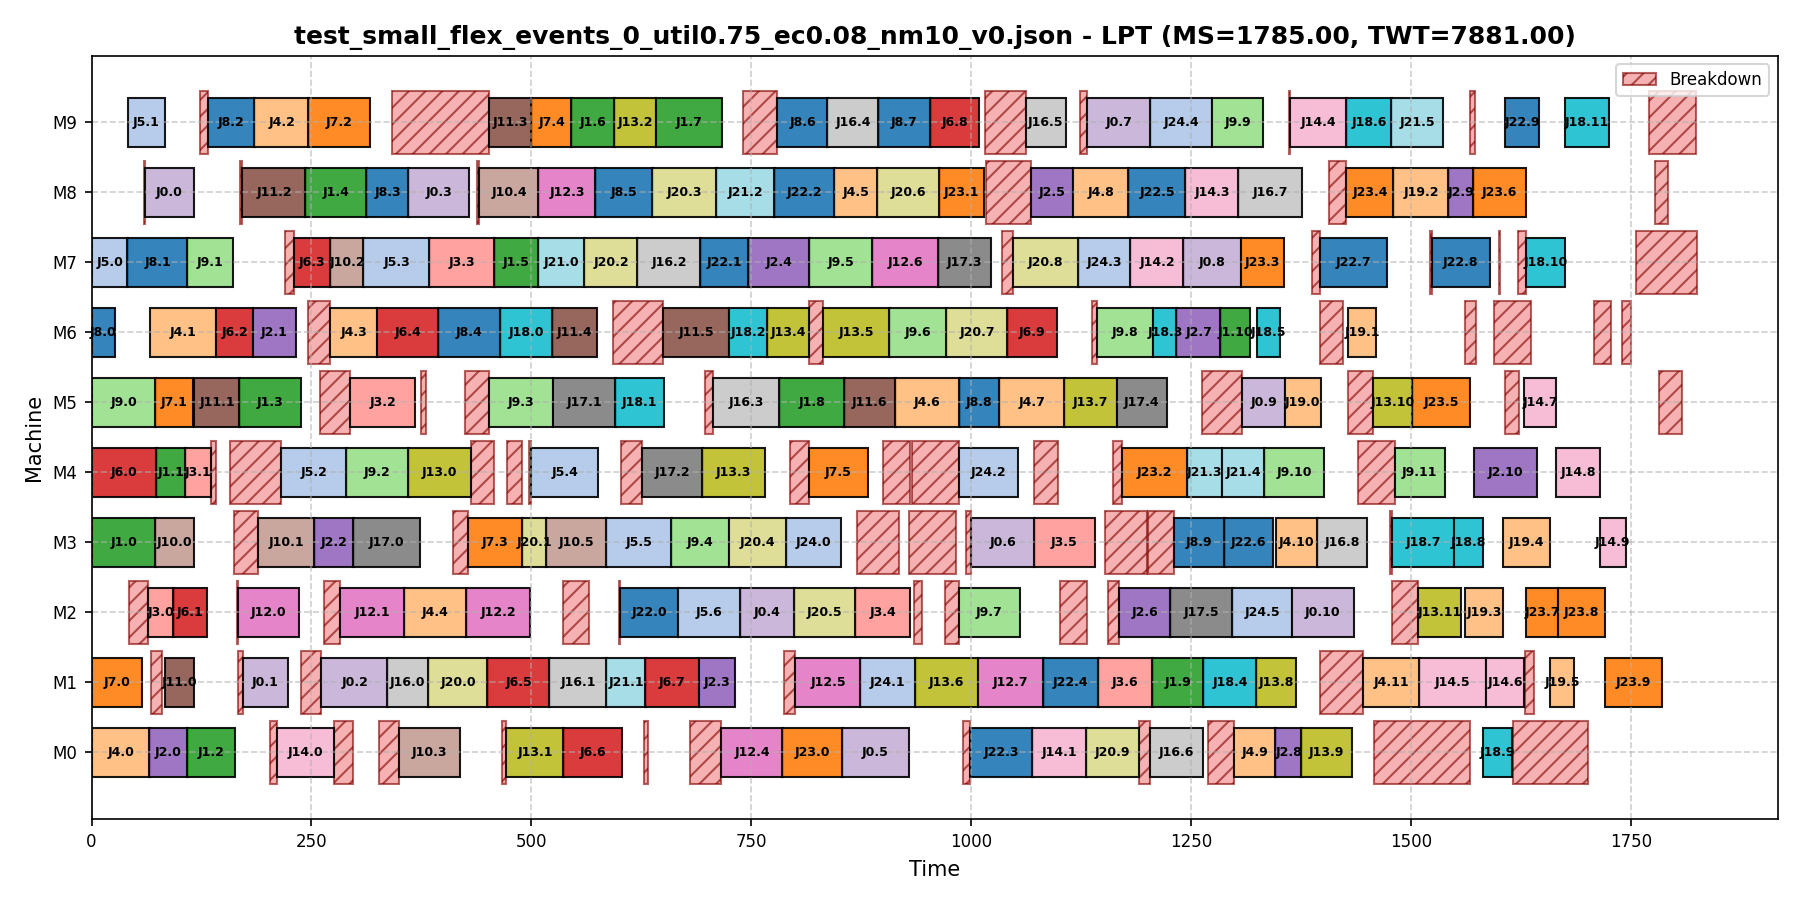 test_small_flex_events_0_util0.75_ec0.08_nm10_v0.json - LPT (MS=1785.00, TWT=7881.00)
Breakdown
M9 J5.1 J8.2 J4.2 J7.2 J11.3 J7.4 J1.6 J13.2 J1.7 J8.6 J16.4 J8.7 J6.8 J16.5 J0.7 J24.4 J9.9 J14.4 J18.6 J21.5 J22.9 J18.11
M8 J0.0 J11.2 J1.4 J8.3 J0.3 J10.4 J12.3 J8.5 J20.3 J21.2 J22.2 J4.5 J20.6 J23.1 J2.5 J4.8 J22.5 J14.3 J16.7 J23.4 J19.2 J2.9 J23.6
M7 J5.0 J8.1 J9.1 J6.3 J10.2 J5.3 J3.3 J1.5 J21.0 J20.2 J16.2 J22.1 J2.4 J9.5 J12.6 J17.3 J20.8 J24.3 J14.2 J0.8 J23.3 J22.7 J22.8 J18.10
M6 J8.0 J4.1 J6.2 J2.1 J4.3 J6.4 J8.4 J18.0 J11.4 J11.5 J18.2 J13.4 J13.5 J9.6 J20.7 J6.9 J9.8 J18.3 J2.7 J1.10 J18.5 J19.1
M5 J9.0 J7.1 J11.1 J1.3 J3.2 J9.3 J17.1 J18.1 J16.3 J1.8 J11.6 J4.6 J8.8 J4.7 J13.7 J17.4 J0.9 J19.0 J13.10 J23.5 J14.7
M4 J6.0 J1.1 J3.1 J5.2 J9.2 J13.0 J5.4 J17.2 J13.3 J7.5 J24.2 J23.2 J21.3 J21.4 J9.10 J9.11 J2.10 J14.8
M3 J1.0 J10.0 J10.1 J2.2 J17.0 J7.3 J20.1 J10.5 J5.5 J9.4 J20.4 J24.0 J0.6 J3.5 J8.9 J22.6 J4.10 J16.8 J18.7 J18.8 J19.4 J14.9
M2 J3.0 J6.1 J12.0 J12.1 J4.4 J12.2 J22.0 J5.6 J0.4 J20.5 J3.4 J9.7 J2.6 J17.5 J24.5 J0.10 J13.11 J19.3 J23.7 J23.8
M1 J7.0 J11.0 J0.1 J0.2 J16.0 J20.0 J6.5 J16.1 J21.1 J6.7 J2.3 J12.5 J24.1 J13.6 J12.7 J22.4 J3.6 J1.9 J18.4 J13.8 J4.11 J14.5 J14.6 J19.5 J23.9
M0 J4.0 J2.0 J1.2 J14.0 J10.3 J13.1 J6.6 J12.4 J23.0 J0.5 J22.3 J14.1 J20.9 J16.6 J4.9 J2.8 J13.9 J18.9
Machine
0 250 500 750 1000 1250 1500 1750
Time